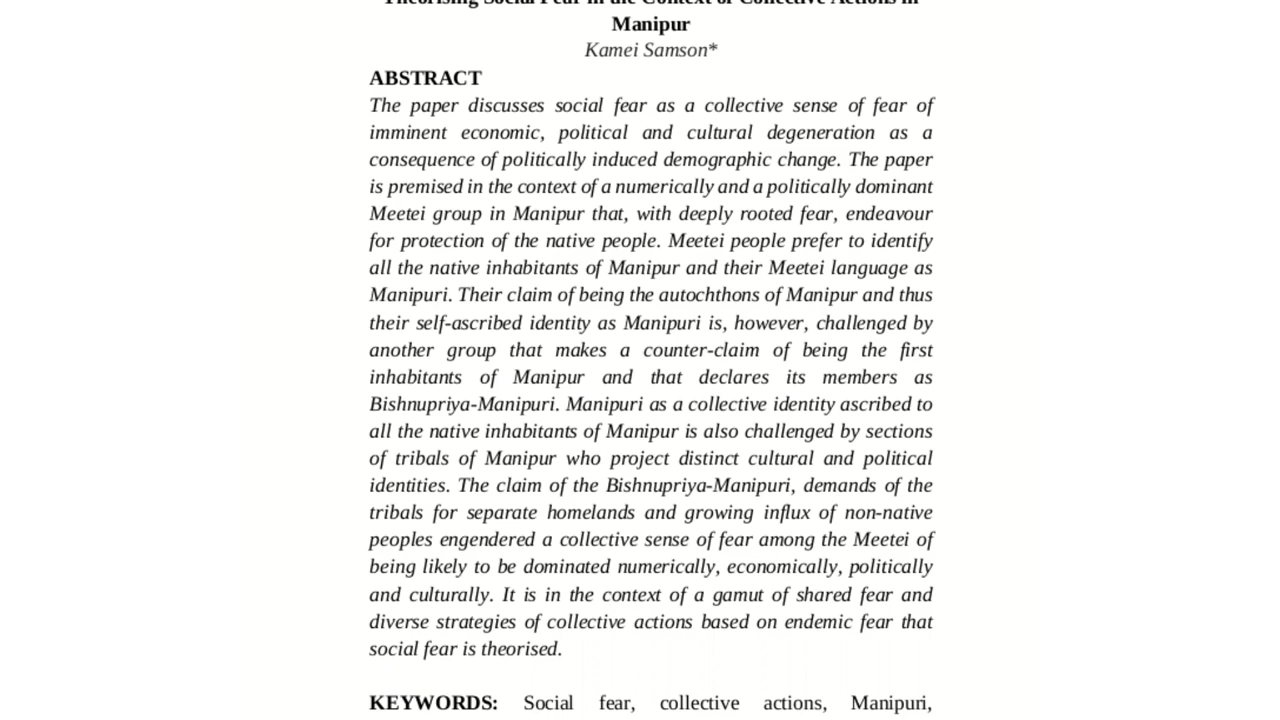 Theorising Social Fear in the Context of Collective Actions in
Manipur
Kamei Samson*
ABSTRACT
The paper discusses social fear as a collective sense of fear of
imminent economic, political and cultural degeneration as a
consequence of politically induced demographic change. The paper
is premised in the context of a numerically and a politically dominant
Meetei group in Manipur that, with deeply rooted fear, endeavour
for protection of the native people. Meetei people prefer to identify
all the native inhabitants of Manipur and their Meetei language as
Manipuri. Their claim of being the autochthons of Manipur and thus
their self-ascribed identity as Manipuri is, however, challenged by
another group that makes a counter-claim of being the first
inhabitants of Manipur and that declares its members as
Bishnupriya-Manipuri. Manipuri as a collective identity ascribed to
all the native inhabitants of Manipur is also challenged by sections
of tribals of Manipur who project distinct cultural and political
identities. The claim of the Bishnupriya-Manipuri, demands of the
tribals for separate homelands and growing influx of non-native
peoples engendered a collective sense of fear among the Meetei of
being likely to be dominated numerically, economically, politically
and culturally. It is in the context of a gamut of shared fear and
diverse strategies of collective actions based on endemic fear that
social fear is theorised.
KEYWORDS: Social fear, collective actions, Manipuri,